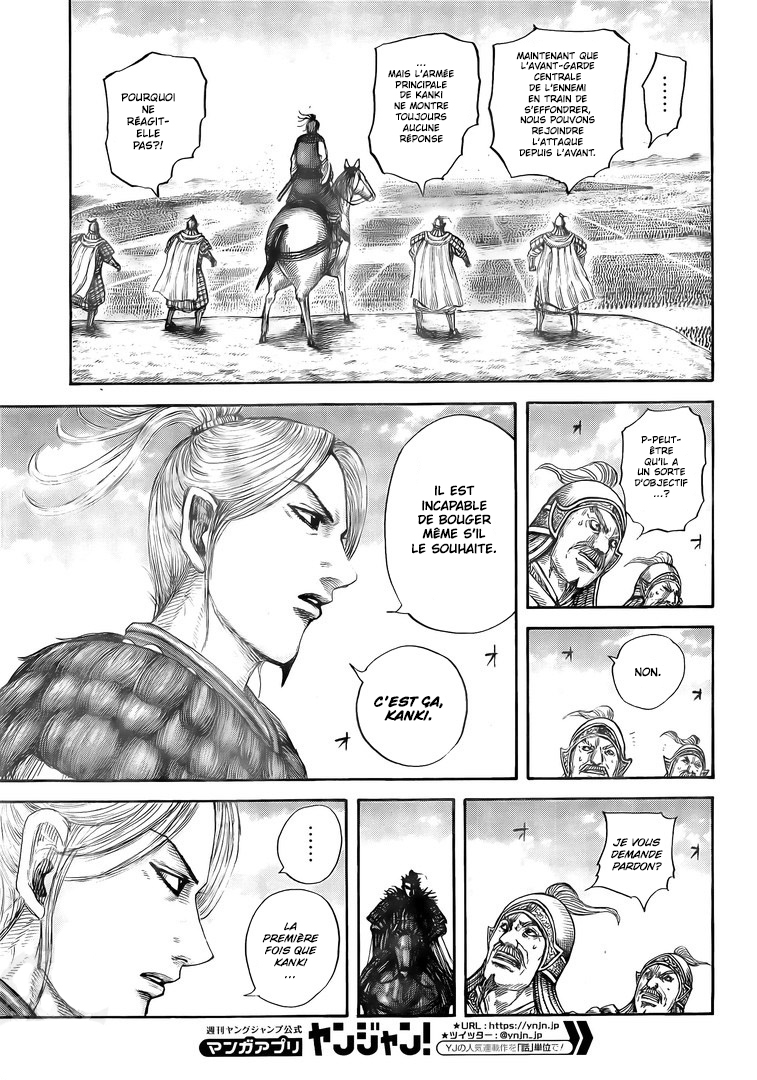 ......
MAINTENANT QUE
L'AVANT-GARDE
CENTRALE
DE L'ENNEMI
EN TRAIN DE
S'EFFONDRER,
NOUS POUVONS
REJOINDRE
L'ATTAQUE
DEPUIS L'AVANT.
...
MAIS L'ARMÉE
PRINCIPALE
DE KANKI
NE MONTRE
TOUJOURS
AUCUNE
RÉPONSE
POURQUOI
NE
RÉAGIT-
ELLE
PAS?!
P-PEUT-
ÊTRE
QU'IL A
UN SORTE
D'OBJECTIF
...?
NON.
IL EST
INCAPABLE
DE BOUGER
MÊME S'IL
LE SOUHAITE.
C'EST ÇA,
KANKI.
JE VOUS
DEMANDE
PARDON?
......
LA
PREMIÈRE
FOIS QUE
KANKI
...
週刊ヤングジャンプ公式
マンガアプリ
ヤンジャン!
★URL:https://ynjn.jp
★ツイッター:@ynjn_jp
YJの人気連載作を「話」単位で!